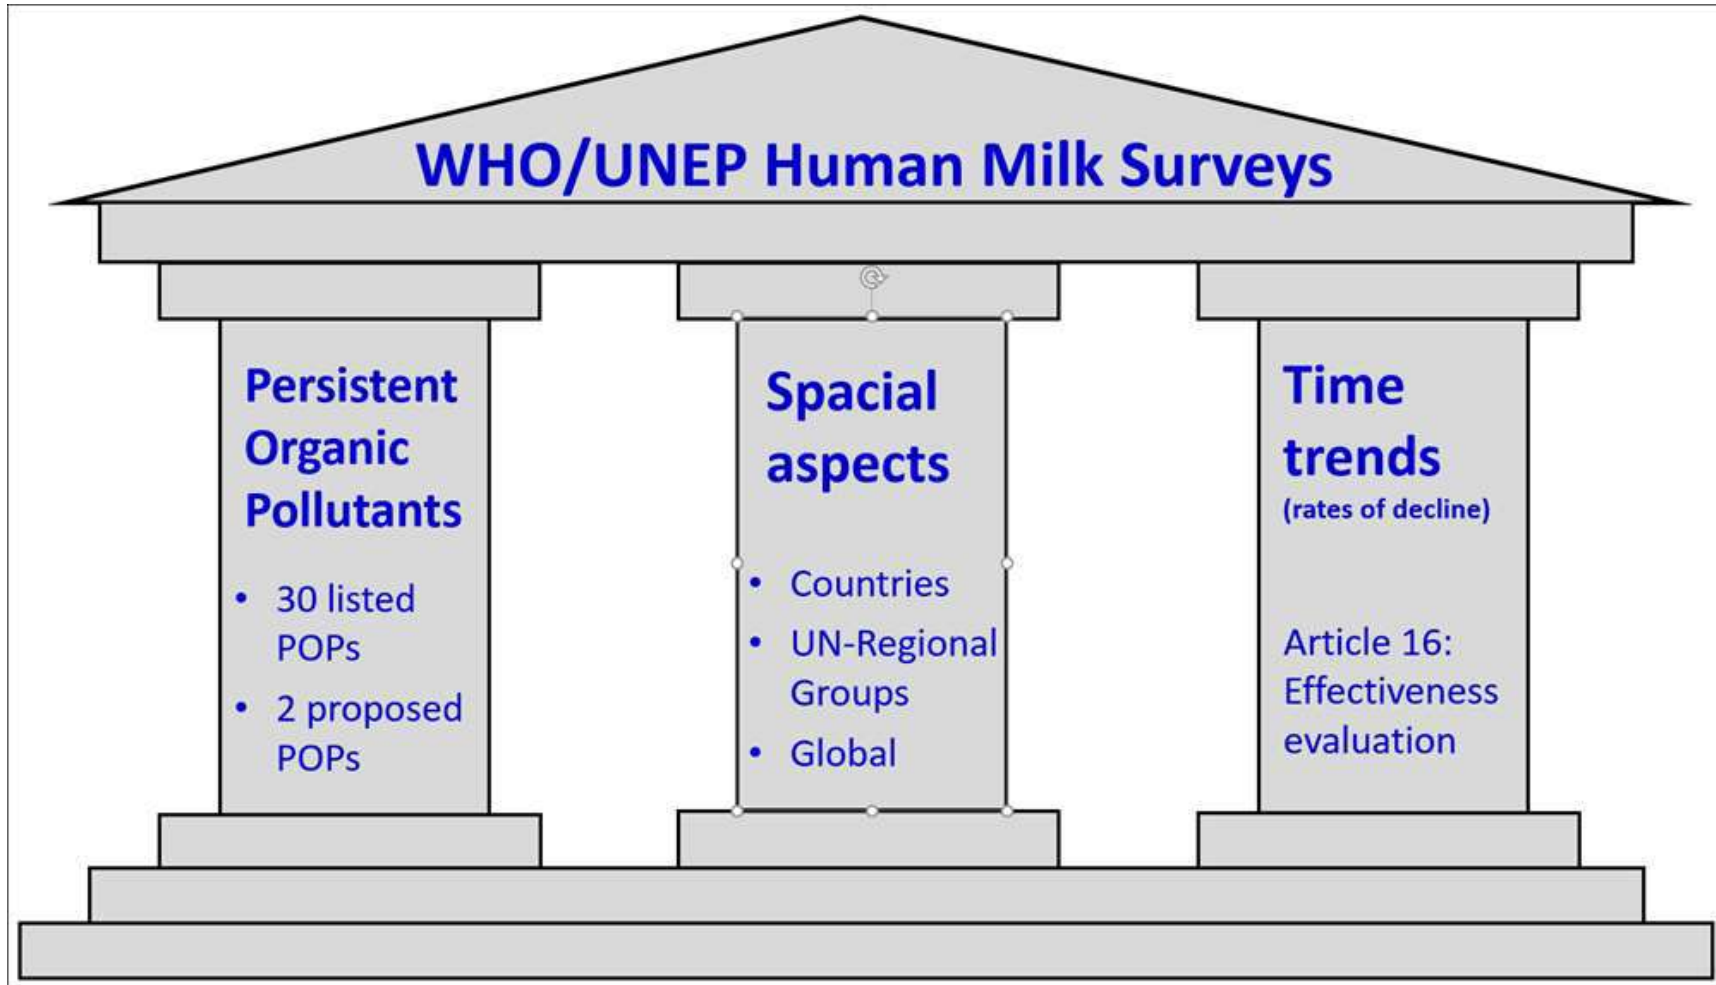 WHO/UNEP Human Milk Surveys
Persistent
Organic
Pollutants
• 30 listed
POPs
• 2 proposed
POPs
Spacial
aspects
• Countries
• UN-Regional
Groups
• Global
Time
trends
(rates of decline)
Article 16:
Effectiveness
evaluation